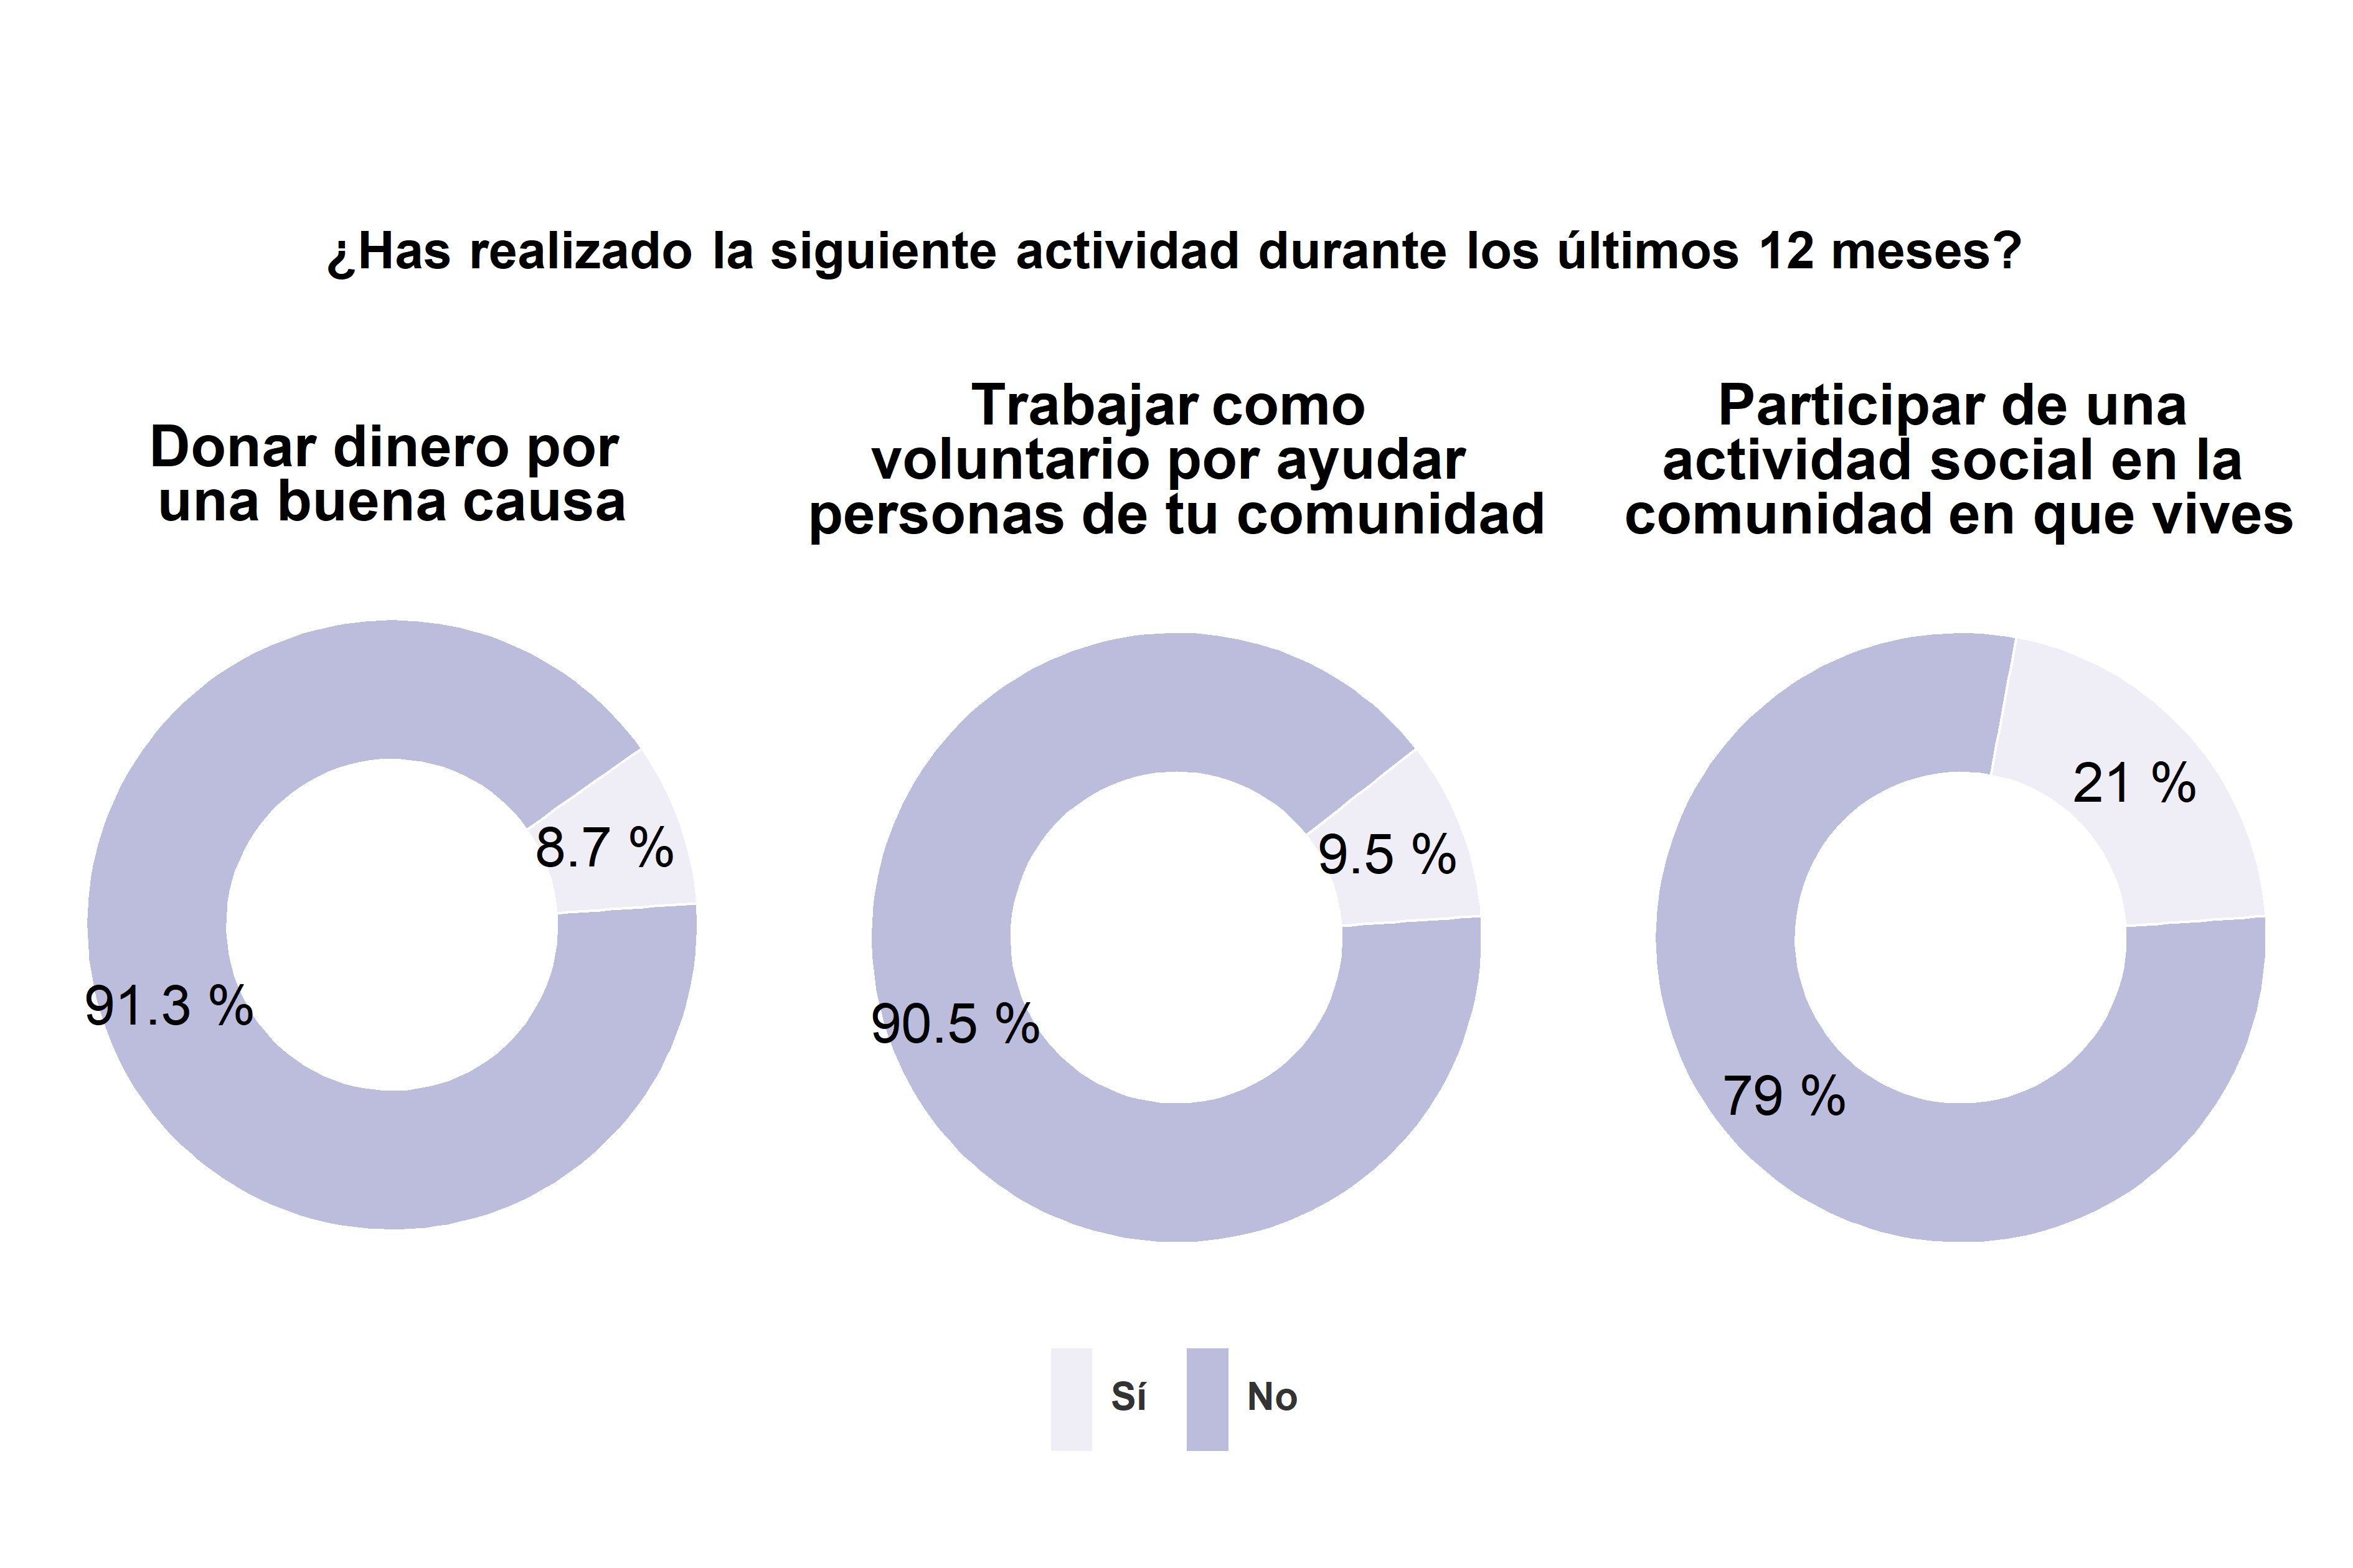 ¿Has realizado la siguiente actividad durante los últimos 12 meses?
Donar dinero por
una buena causa
Trabajar como
voluntario por ayudar
personas de tu comunidad
Participar de una
actividad social en la
comunidad en que vives
8.7 %
91.3 %
9.5 %
90.5 %
21 %
79 %
Sí
No